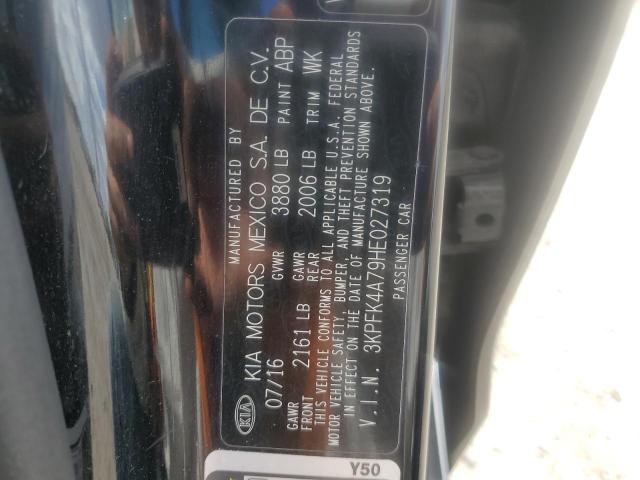 MANUFACTURED BY
KIA KIA MOTORS MEXICO S.A. DE C.V.
07/16 GVWR 3880 LB PAINT ABP
GAWR FRONT 2161 LB GAWR REAR 2006 LB TRIM WK
THIS VEHICLE CONFORMS TO ALL APPLICABLE U.S.A. FEDERAL
MOTOR VEHICLE SAFETY, BUMPER, AND THEFT PREVENTION STANDARDS
IN EFFECT ON THE DATE OF MANUFACTURE SHOWN ABOVE.
V.I.N. 3KPFK4A79HE027319
PASSENGER CAR
Y50